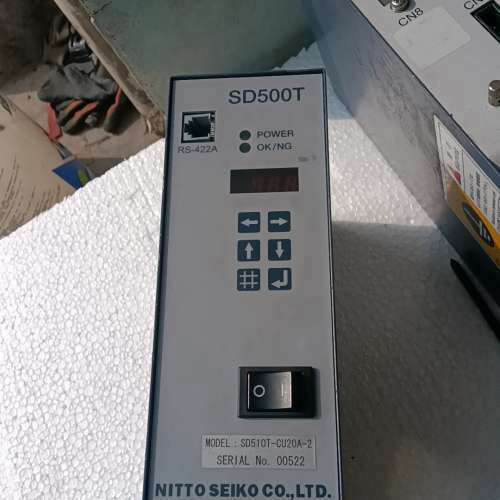 CN8
SD500T
POWER
OK/NG
RS-422A
MODEL : SD510T-CU20A-2
SERIAL No. 00522
NITTO SEIKO CO.,LTD.